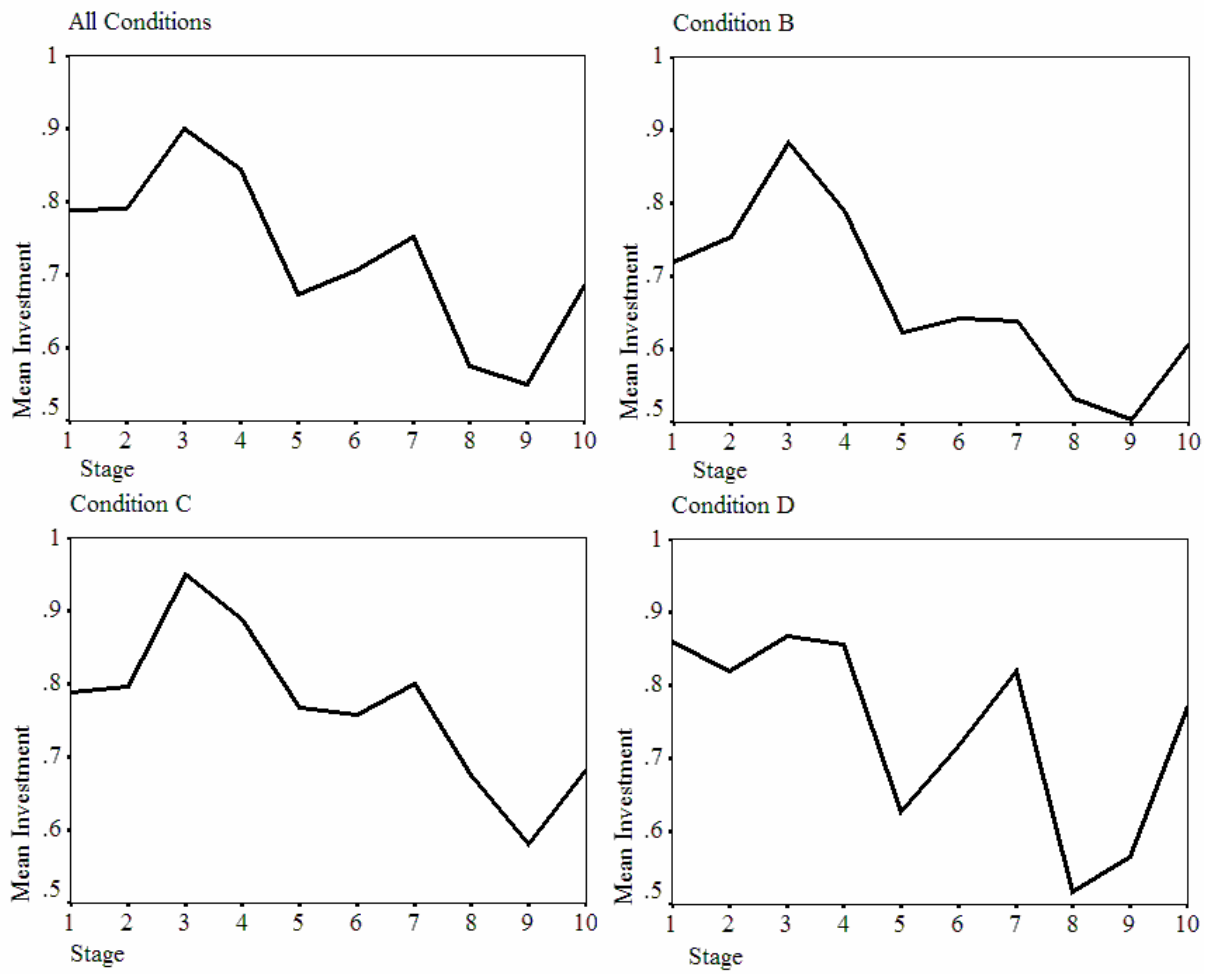 All Conditions
1
.9
.8
.7
.6
.5
Mean Investment
1 2 3 4 5 6 7 8 9 10
Stage
Condition B
1
.9
.8
.7
.6
.5
Mean Investment
1 2 3 4 5 6 7 8 9 10
Stage
Condition C
1
.9
.8
.7
.6
.5
Mean Investment
1 2 3 4 5 6 7 8 9 10
Stage
Condition D
1
.9
.8
.7
.6
.5
Mean Investment
1 2 3 4 5 6 7 8 9 10
Stage